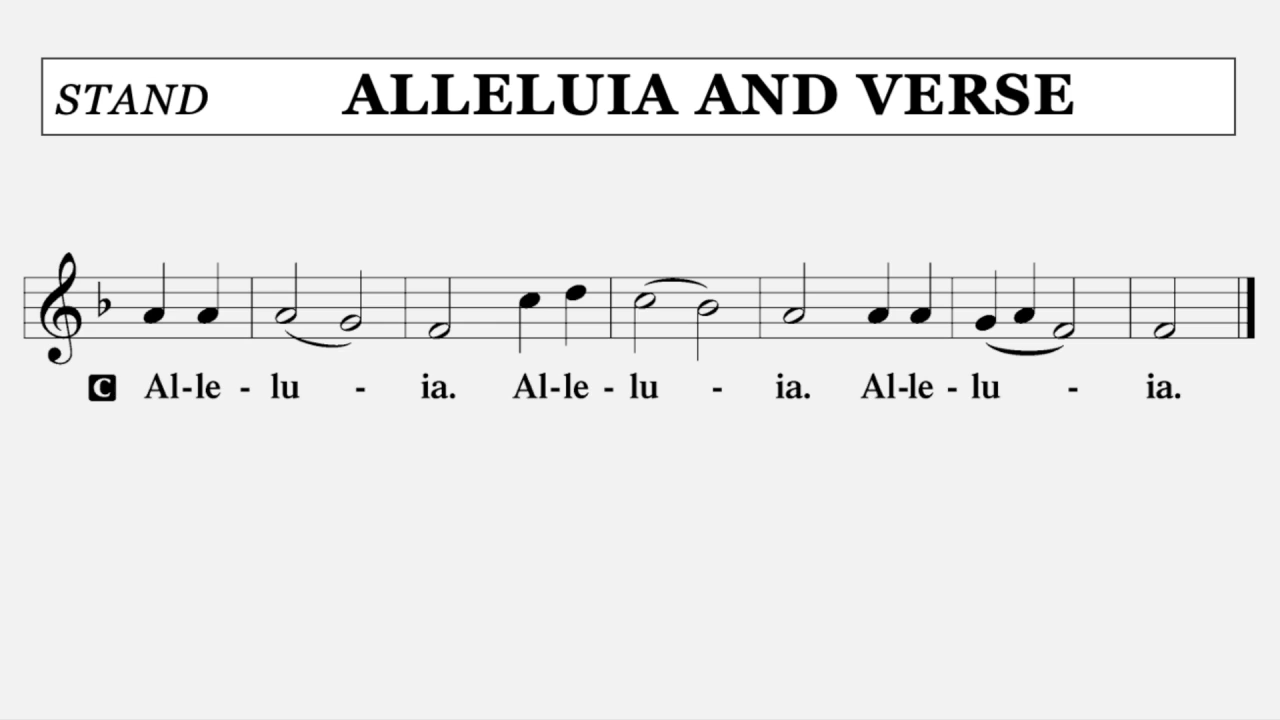 STAND ALLELUIA AND VERSE
C Al-le - lu - ia. Al-le - lu - ia. Al-le - lu - ia.